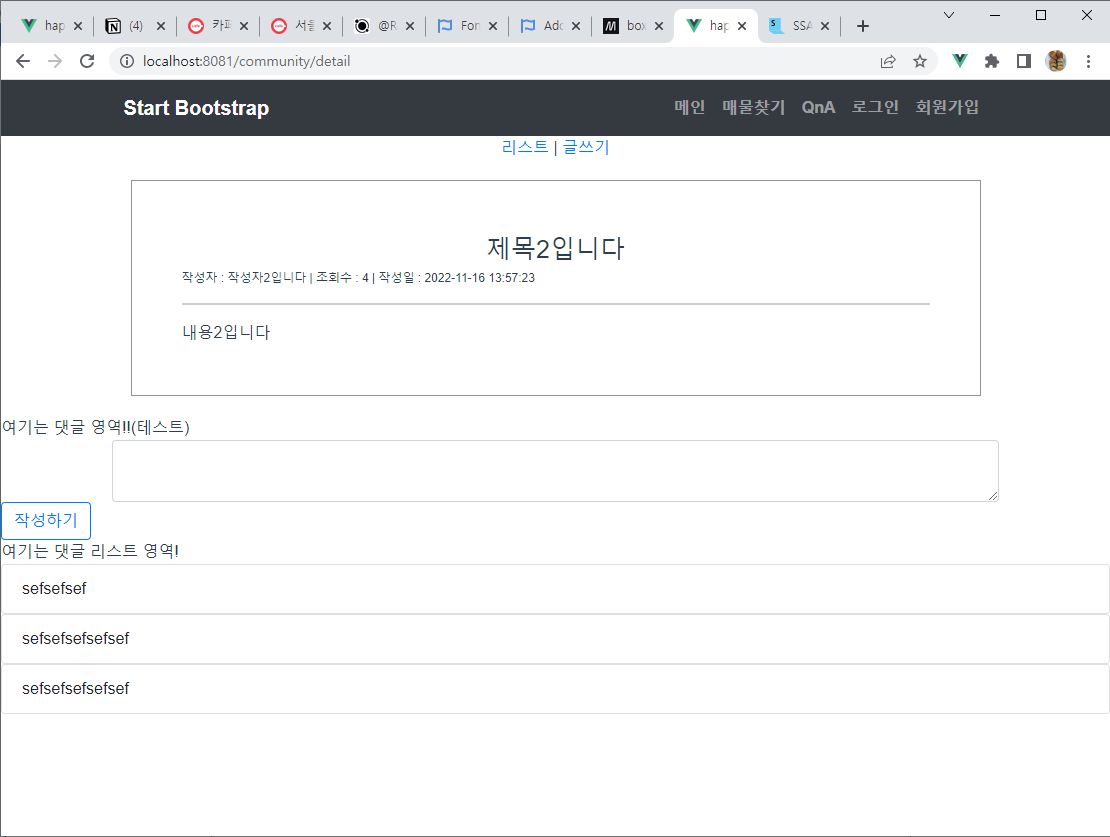 hap
(4)
카페
서울
@R
For
Add
box
hap
SSA
localhost:8081/community/detail
Start Bootstrap 메인 매물찾기 QnA 로그인 회원가입
리스트 | 글쓰기
제목2입니다
작성자 : 작성자2입니다 | 조회수 : 4 | 작성일 : 2022-11-16 13:57:23
내용2입니다
여기는 댓글 영역!!(테스트)
작성하기
여기는 댓글 리스트 영역!
sefsefsef
sefsefsefsefsef
sefsefsefsefsef